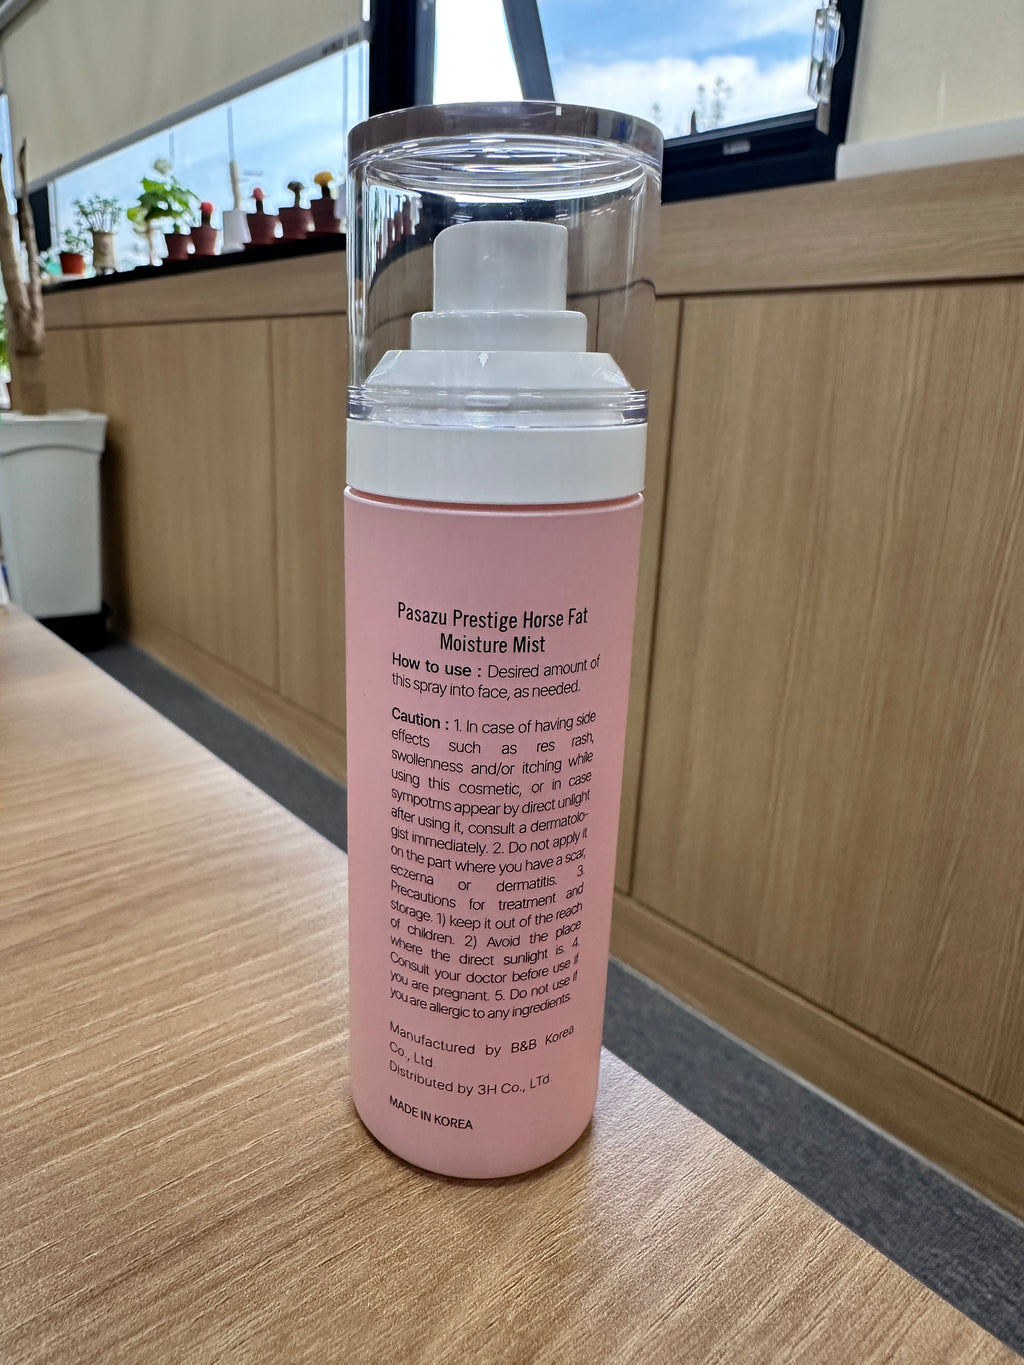 Pasazu Prestige Horse Fat
Moisture Mist
How to use : Desired amount of
this spray into face, as needed.
Caution : 1. In case of having side
effects such as res rash,
swollenness and/or itching while
using this cosmetic, or in case
sympotms appear by direct unlight
after using it, consult a dermatolo-
gist immediately. 2. Do not apply it
on the part where you have a scar,
eczema or dermatitis. 3.
Precautions for treatment and
storage. 1) keep it out of the reach
of children. 2) Avoid the place
where the direct sunlight is. 4.
Consult your doctor before use if
you are pregnant. 5. Do not use if
you are allergic to any ingredients.
Manufactured by B&B Korea
Co., Ltd.
Distributed by 3H Co., LTd.
MADE IN KOREA